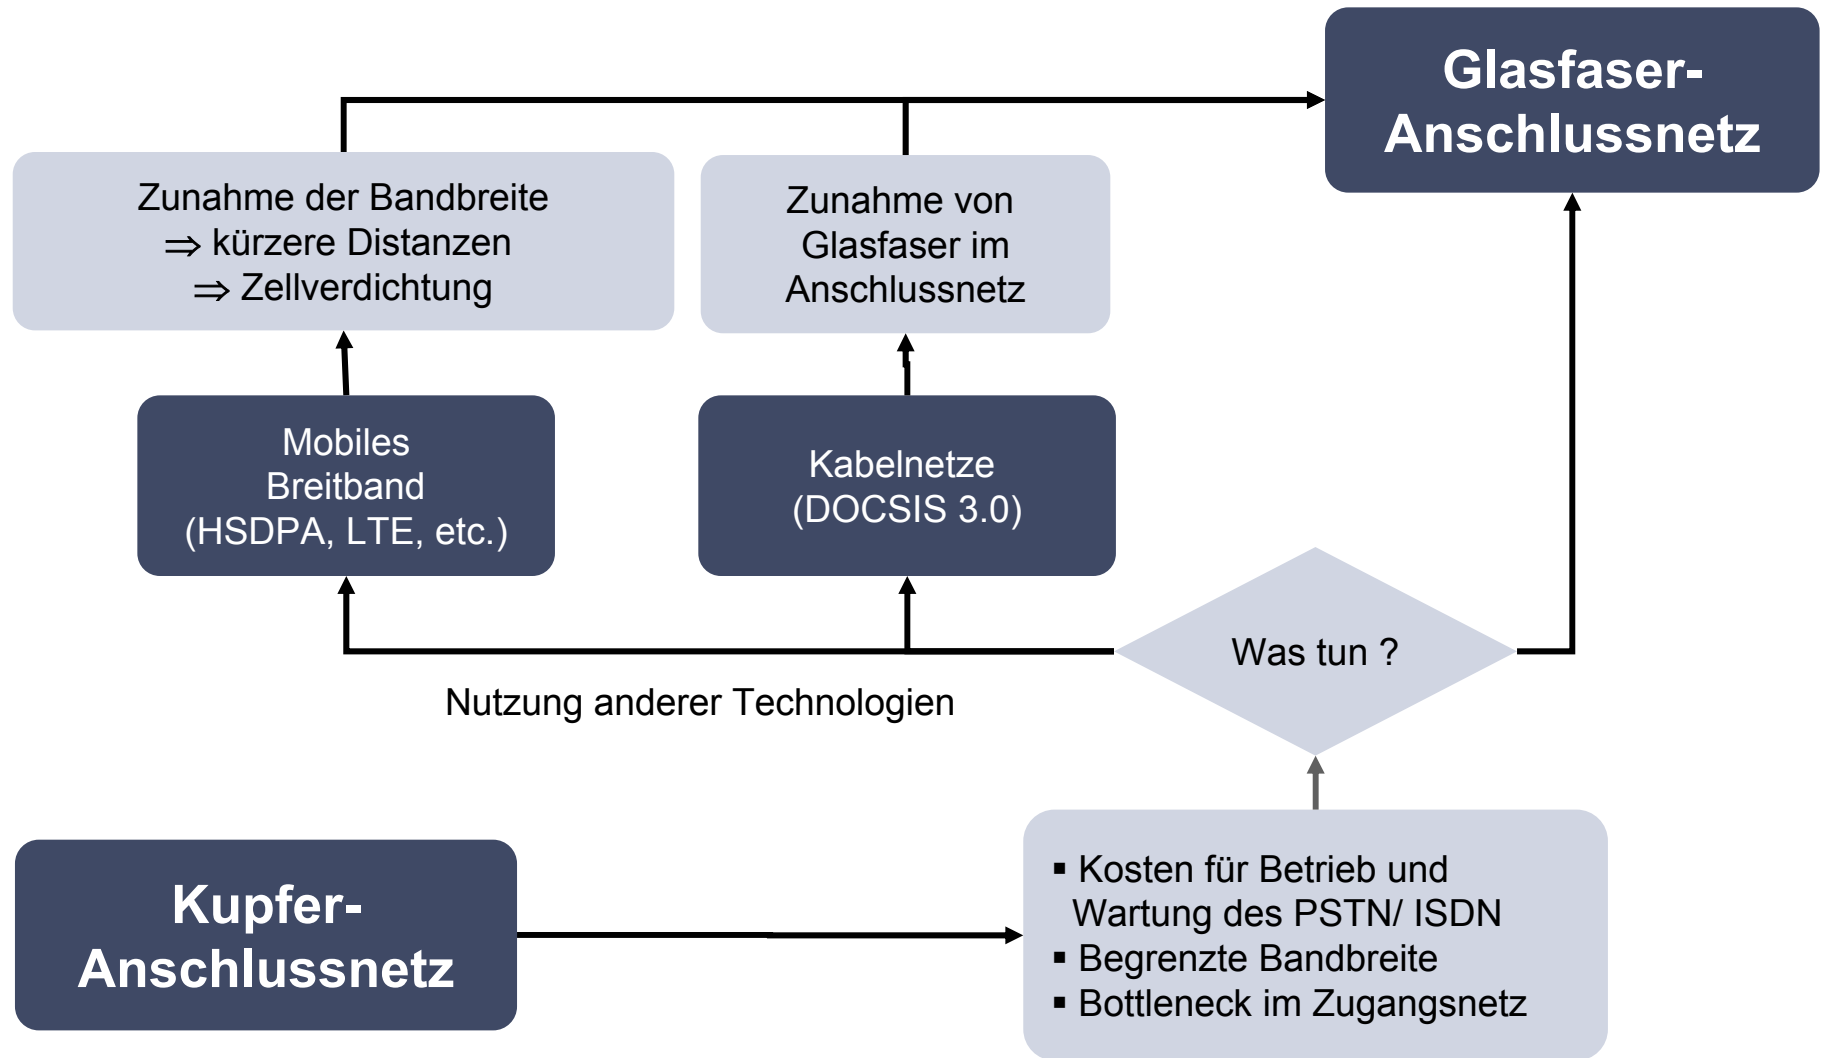 Glasfaser-
Anschlussnetz
Zunahme der Bandbreite
⇒ kürzere Distanzen
⇒ Zellverdichtung
Zunahme von
Glasfaser im
Anschlussnetz
Mobiles
Breitband
(HSDPA, LTE, etc.)
Kabelnetze
(DOCSIS 3.0)
Was tun ?
Nutzung anderer Technologien
Kupfer-
Anschlussnetz
▪ Kosten für Betrieb und
Wartung des PSTN/ ISDN
▪ Begrenzte Bandbreite
▪ Bottleneck im Zugangsnetz